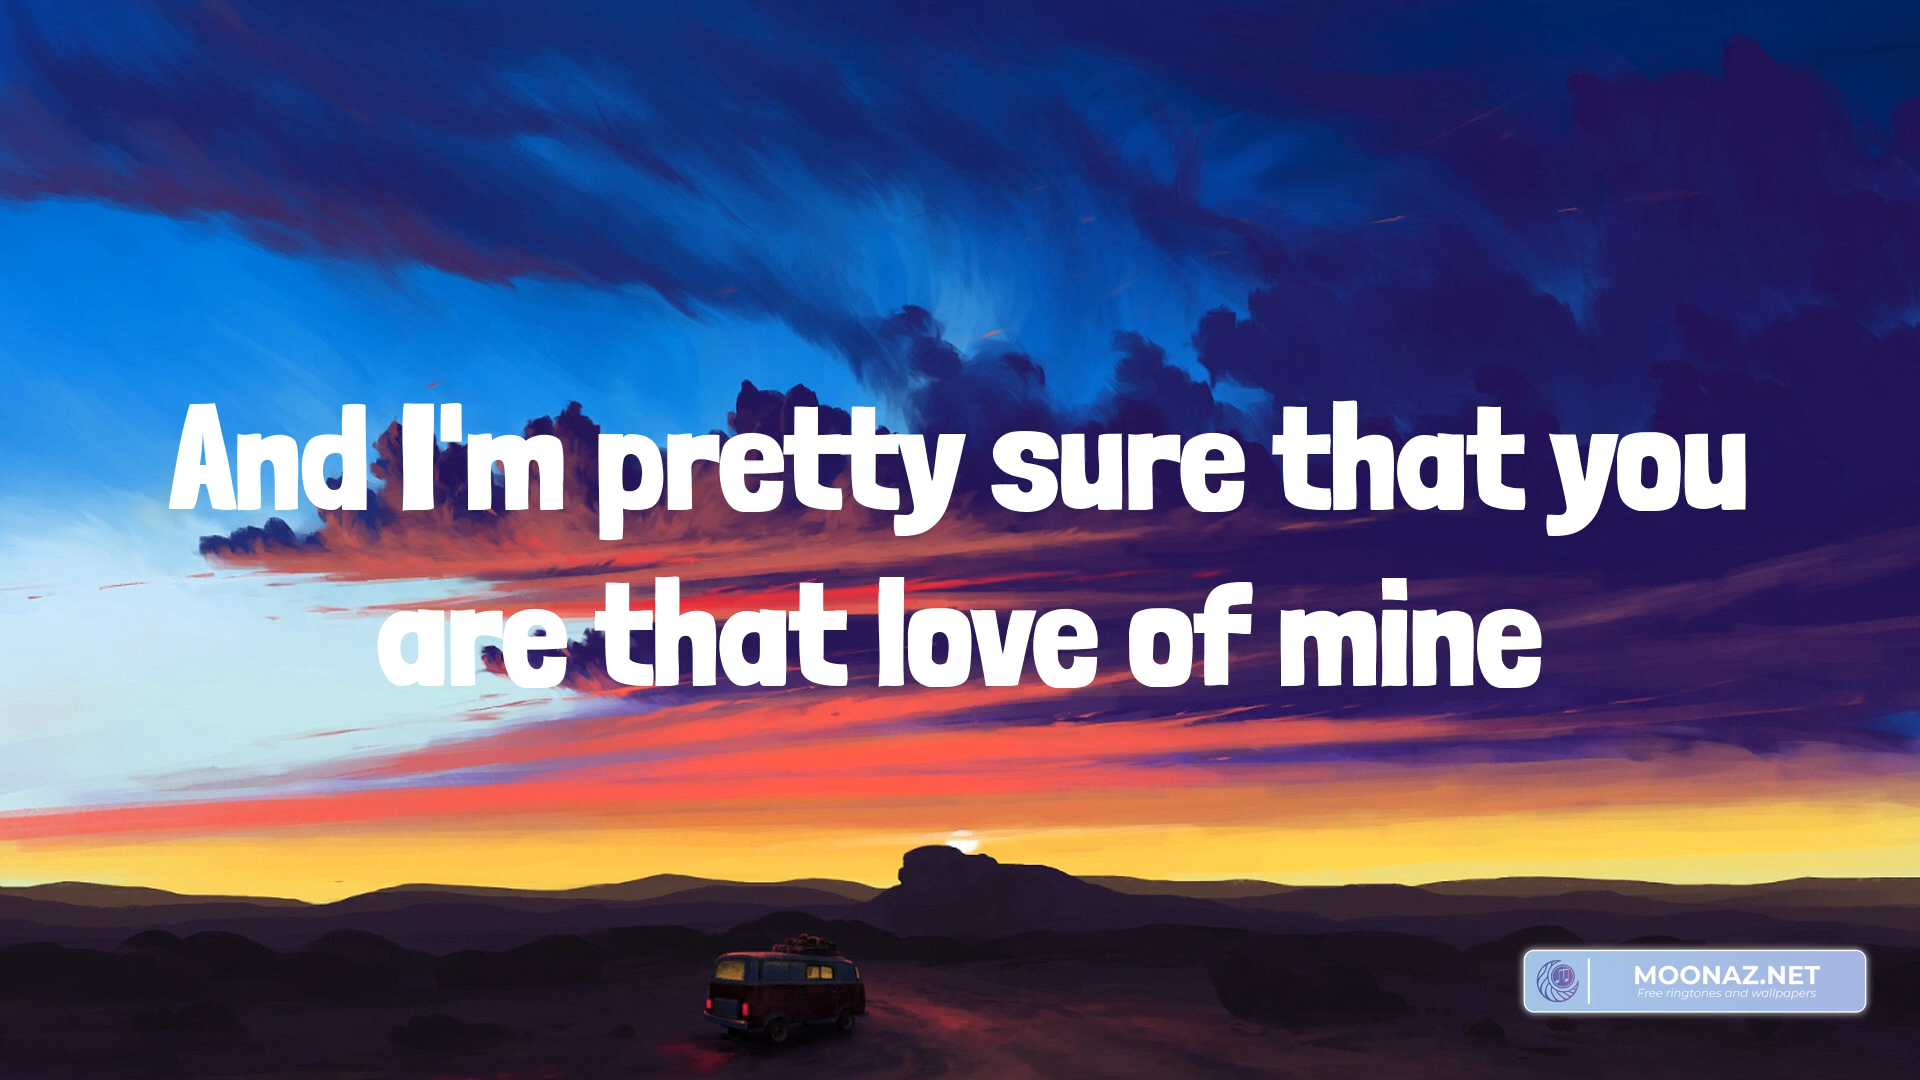 And I'm pretty sure that you
are that love of mine
MOONAZ.NET
Free ringtones and wallpapers